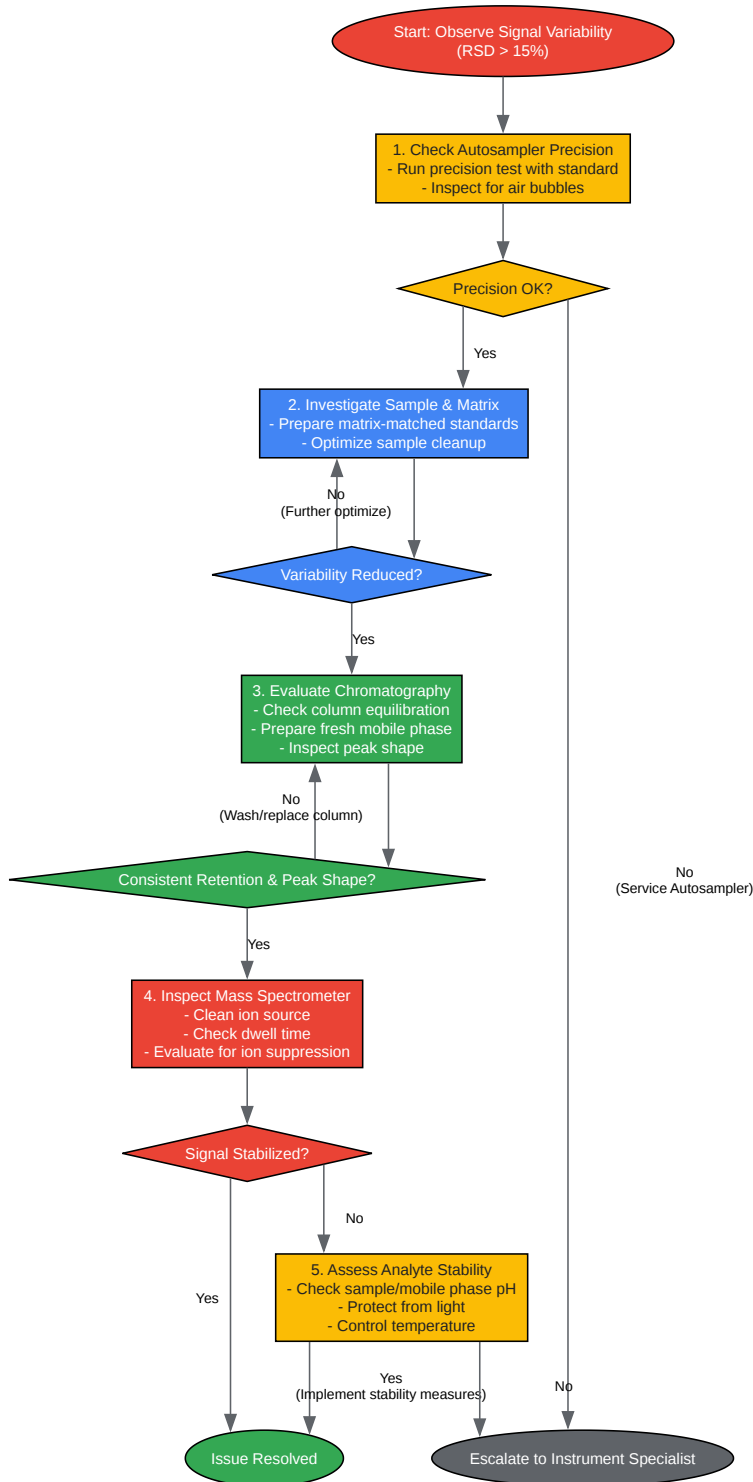 Start: Observe Signal Variability
(RSD > 15%)
1. Check Autosampler Precision
- Run precision test with standard
- Inspect for air bubbles
Precision OK?
Yes
2. Investigate Sample & Matrix
- Prepare matrix-matched standards
- Optimize sample cleanup
No
(Further optimize)
Variability Reduced?
Yes
3. Evaluate Chromatography
- Check column equilibration
- Prepare fresh mobile phase
- Inspect peak shape
No
(Wash/replace column)
Consistent Retention & Peak Shape?
No
(Service Autosampler)
Yes
4. Inspect Mass Spectrometer
- Clean ion source
- Check dwell time
- Evaluate for ion suppression
Signal Stabilized?
No
5. Assess Analyte Stability
- Check sample/mobile phase pH
- Protect from light
- Control temperature
Yes
Yes
(Implement stability measures)
No
Issue Resolved
Escalate to Instrument Specialist